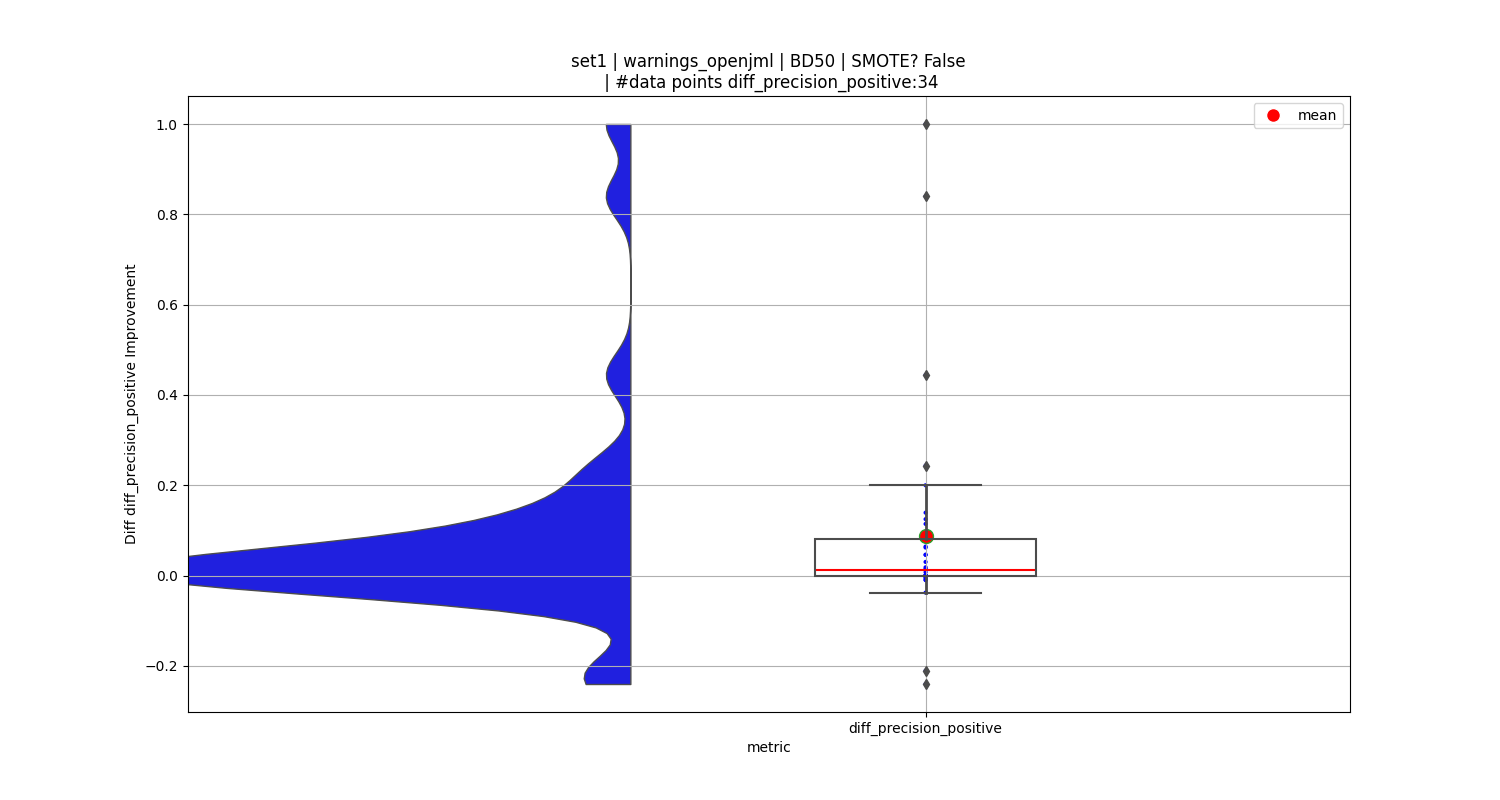 set1 | warnings_openjml | BD50 | SMOTE? False
| #data points diff_precision_positive:34
mean
1.0
0.8
0.6
0.4
0.2
0.0
−0.2
Diff diff_precision_positive Improvement
diff_precision_positive
metric